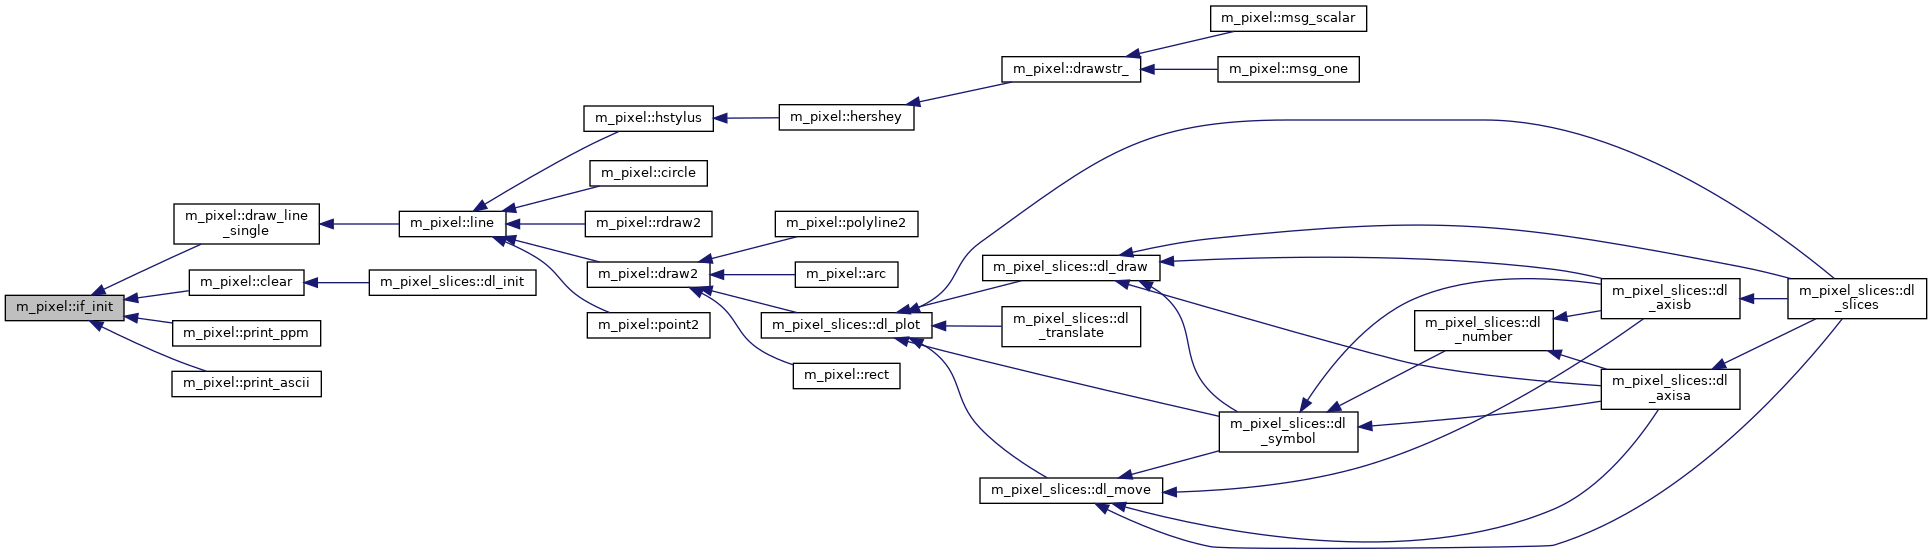 m_pixel::if_init
m_pixel::draw_line
_single
m_pixel::clear
m_pixel::print_ppm
m_pixel::print_ascii
m_pixel::line
m_pixel_slices::dl_init
m_pixel::hstylus
m_pixel::circle
m_pixel::rdraw2
m_pixel::draw2
m_pixel::point2
m_pixel::hershey
m_pixel::polyline2
m_pixel::arc
m_pixel_slices::dl_plot
m_pixel::rect
m_pixel::drawstr_
m_pixel_slices::dl_draw
m_pixel_slices::dl
_translate
m_pixel_slices::dl_move
m_pixel::msg_scalar
m_pixel::msg_one
m_pixel_slices::dl
_symbol
m_pixel_slices::dl
_number
m_pixel_slices::dl
_axisb
m_pixel_slices::dl
_axisa
m_pixel_slices::dl
_slices